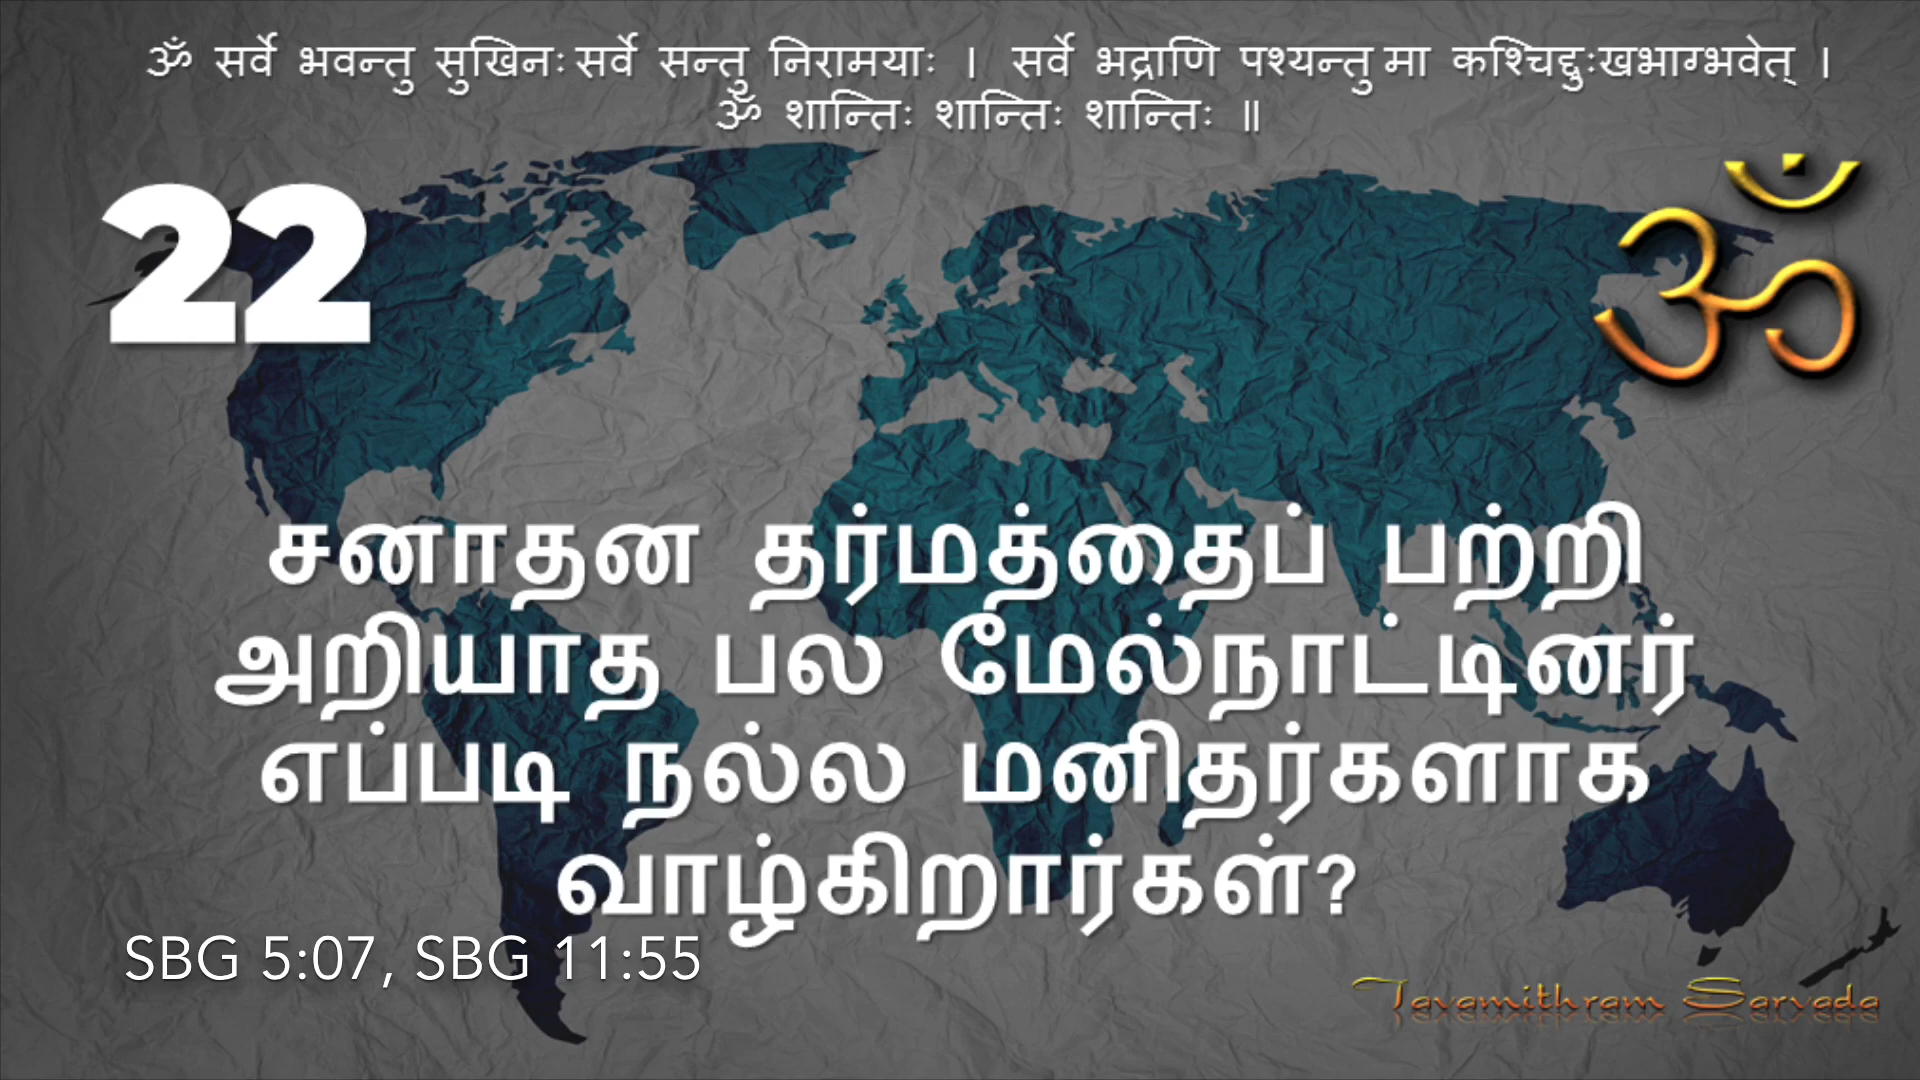 ॐ सर्वे भवन्तु सुखिनः सर्वे सन्तु निरामयाः । सर्वे भद्राणि पश्यन्तु मा कश्चिद्दुःखभाग्भवेत् ।
ॐ शान्तिः शान्तिः शान्तिः ॥
22
ॐ
சனாதன தர்மத்தைப் பற்றி
அறியாத பல மேல்நாட்டினர்
எப்படி நல்ல மனிதர்களாக
வாழ்கிறார்கள்?
SBG 5:07, SBG 11:55
Tavamithram Sarvada